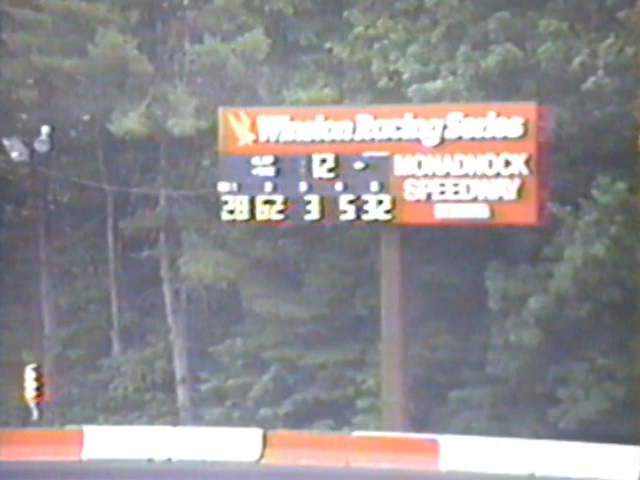 Winston Racing Series
12
MONADNOCK
SPEEDWAY
28 62 3 5 32